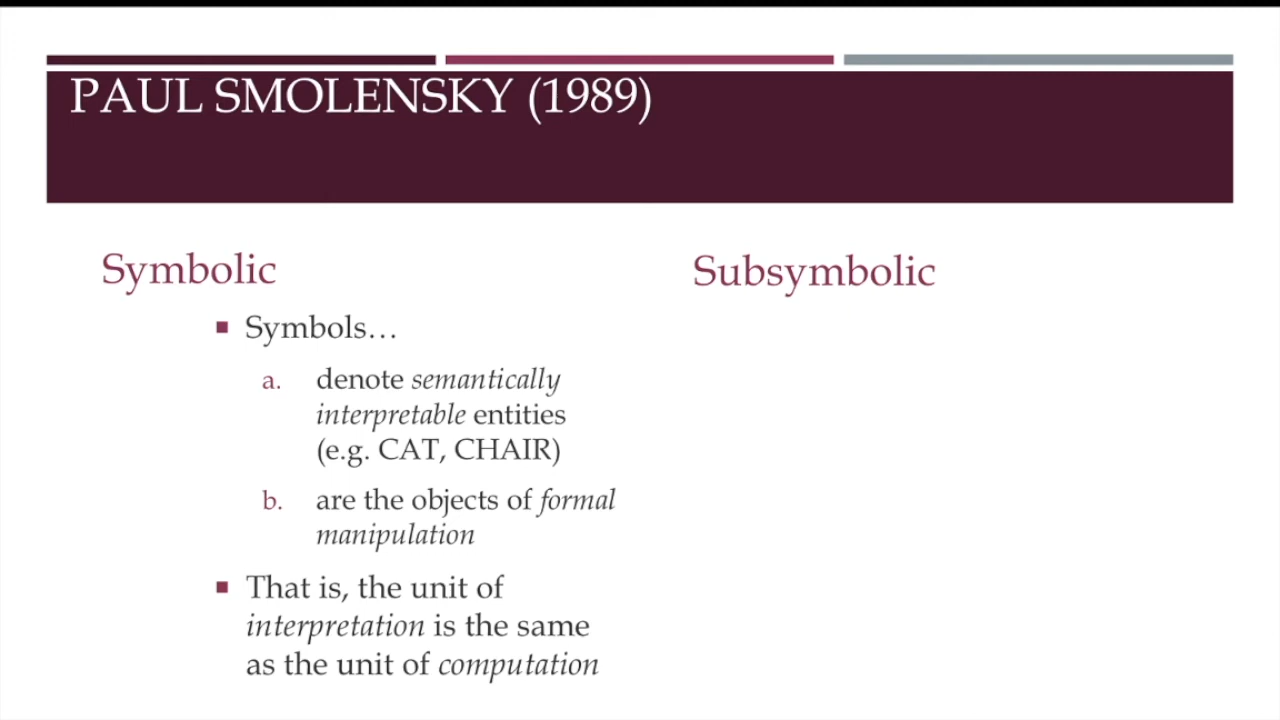 PAUL SMOLENSKY (1989)
Symbolic
■ Symbols…
a. denote semantically
interpretable entities
(e.g. CAT, CHAIR)
b. are the objects of formal
manipulation
■ That is, the unit of
interpretation is the same
as the unit of computation
Subsymbolic